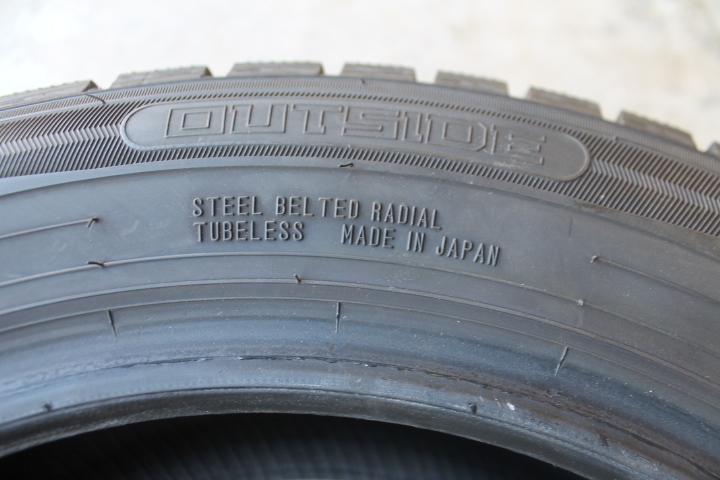 OUTSIDE
STEEL BELTED RADIAL
TUBELESS MADE IN JAPAN